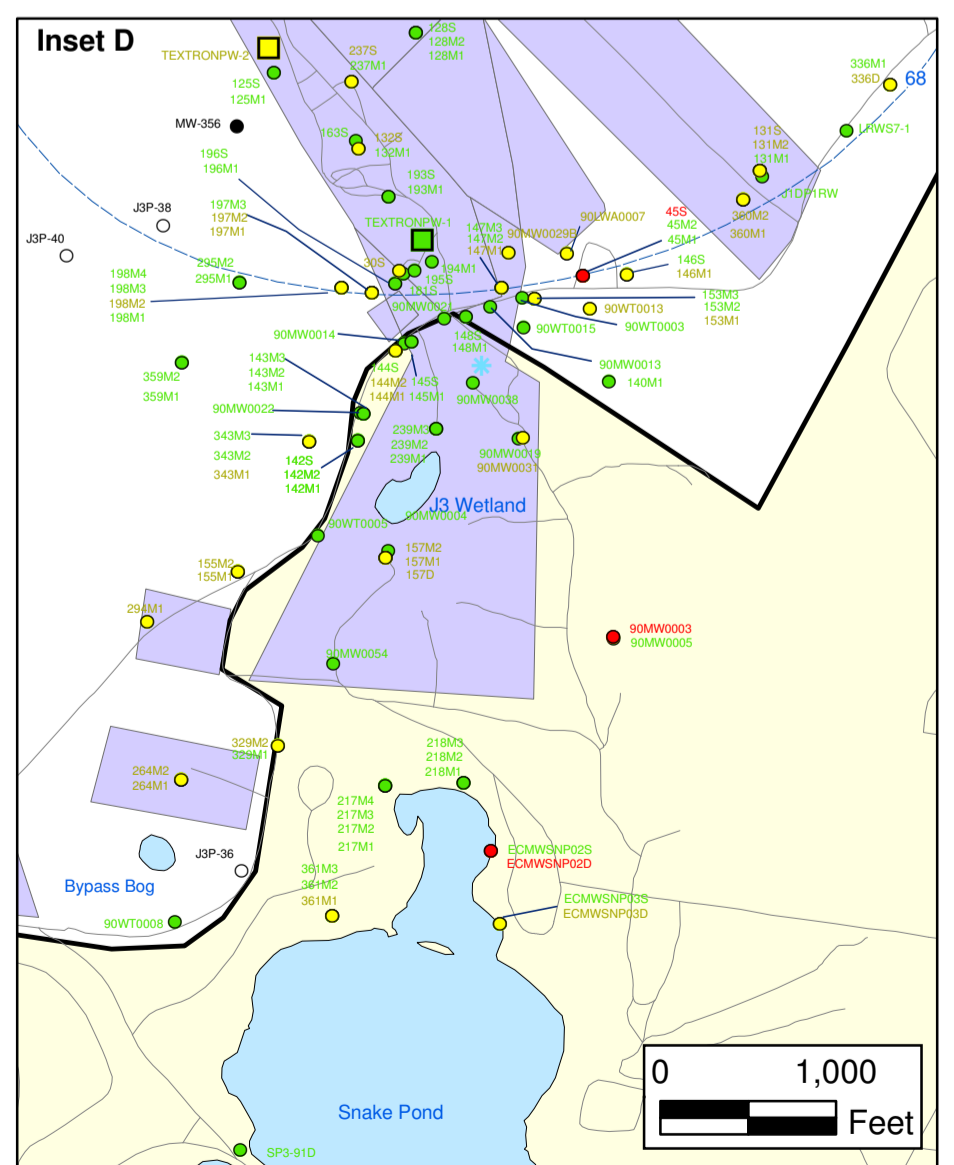 Inset D
TEXTRONPW-2
125S
125M1
237S
237M1
128S
128M2
128M1
336M1
336D
68
MW-356
163S
132S
132M1
131S
131M2
131M1
LRWS7-1
196S
196M1
193S
193M1
J1DP1RW
360M2
360M1
J3P-38
J3P-40
197M3
197M2
197M1
TEXTRONPW-1
147M3
147M2
147M1
90MW0029B
90LWA0007
45S
45M2
45M1
146S
146M1
295M2
295M1
30S
194M1
195S
181S
198M4
198M3
198M2
198M1
90MW0021
153M3
153M2
153M1
90WT0013
90WT0003
90WT0015
90MW0014
148S
148M1
90MW0013
140M1
359M2
359M1
143M3
143M2
143M1
144S
144M2
144M1
145S
145M1
90MW0038
90MW0022
343M3
343M2
343M1
142S
142M2
142M1
239M3
239M2
239M1
90MW0019
90MW0031
J3 Wetland
90MW0004
90WT0005
157M2
157M1
157D
155M2
155M1
294M1
90MW0003
90MW0005
90MW0054
329M2
329M1
264M2
264M1
218M3
218M2
218M1
217M4
217M3
217M2
217M1
J3P-36
Bypass Bog
361M3
361M2
361M1
ECMWSNP02S
ECMWSNP02D
ECMWSNP03S
ECMWSNP03D
90WT0008
Snake Pond
SP3-91D
0 1,000
Feet